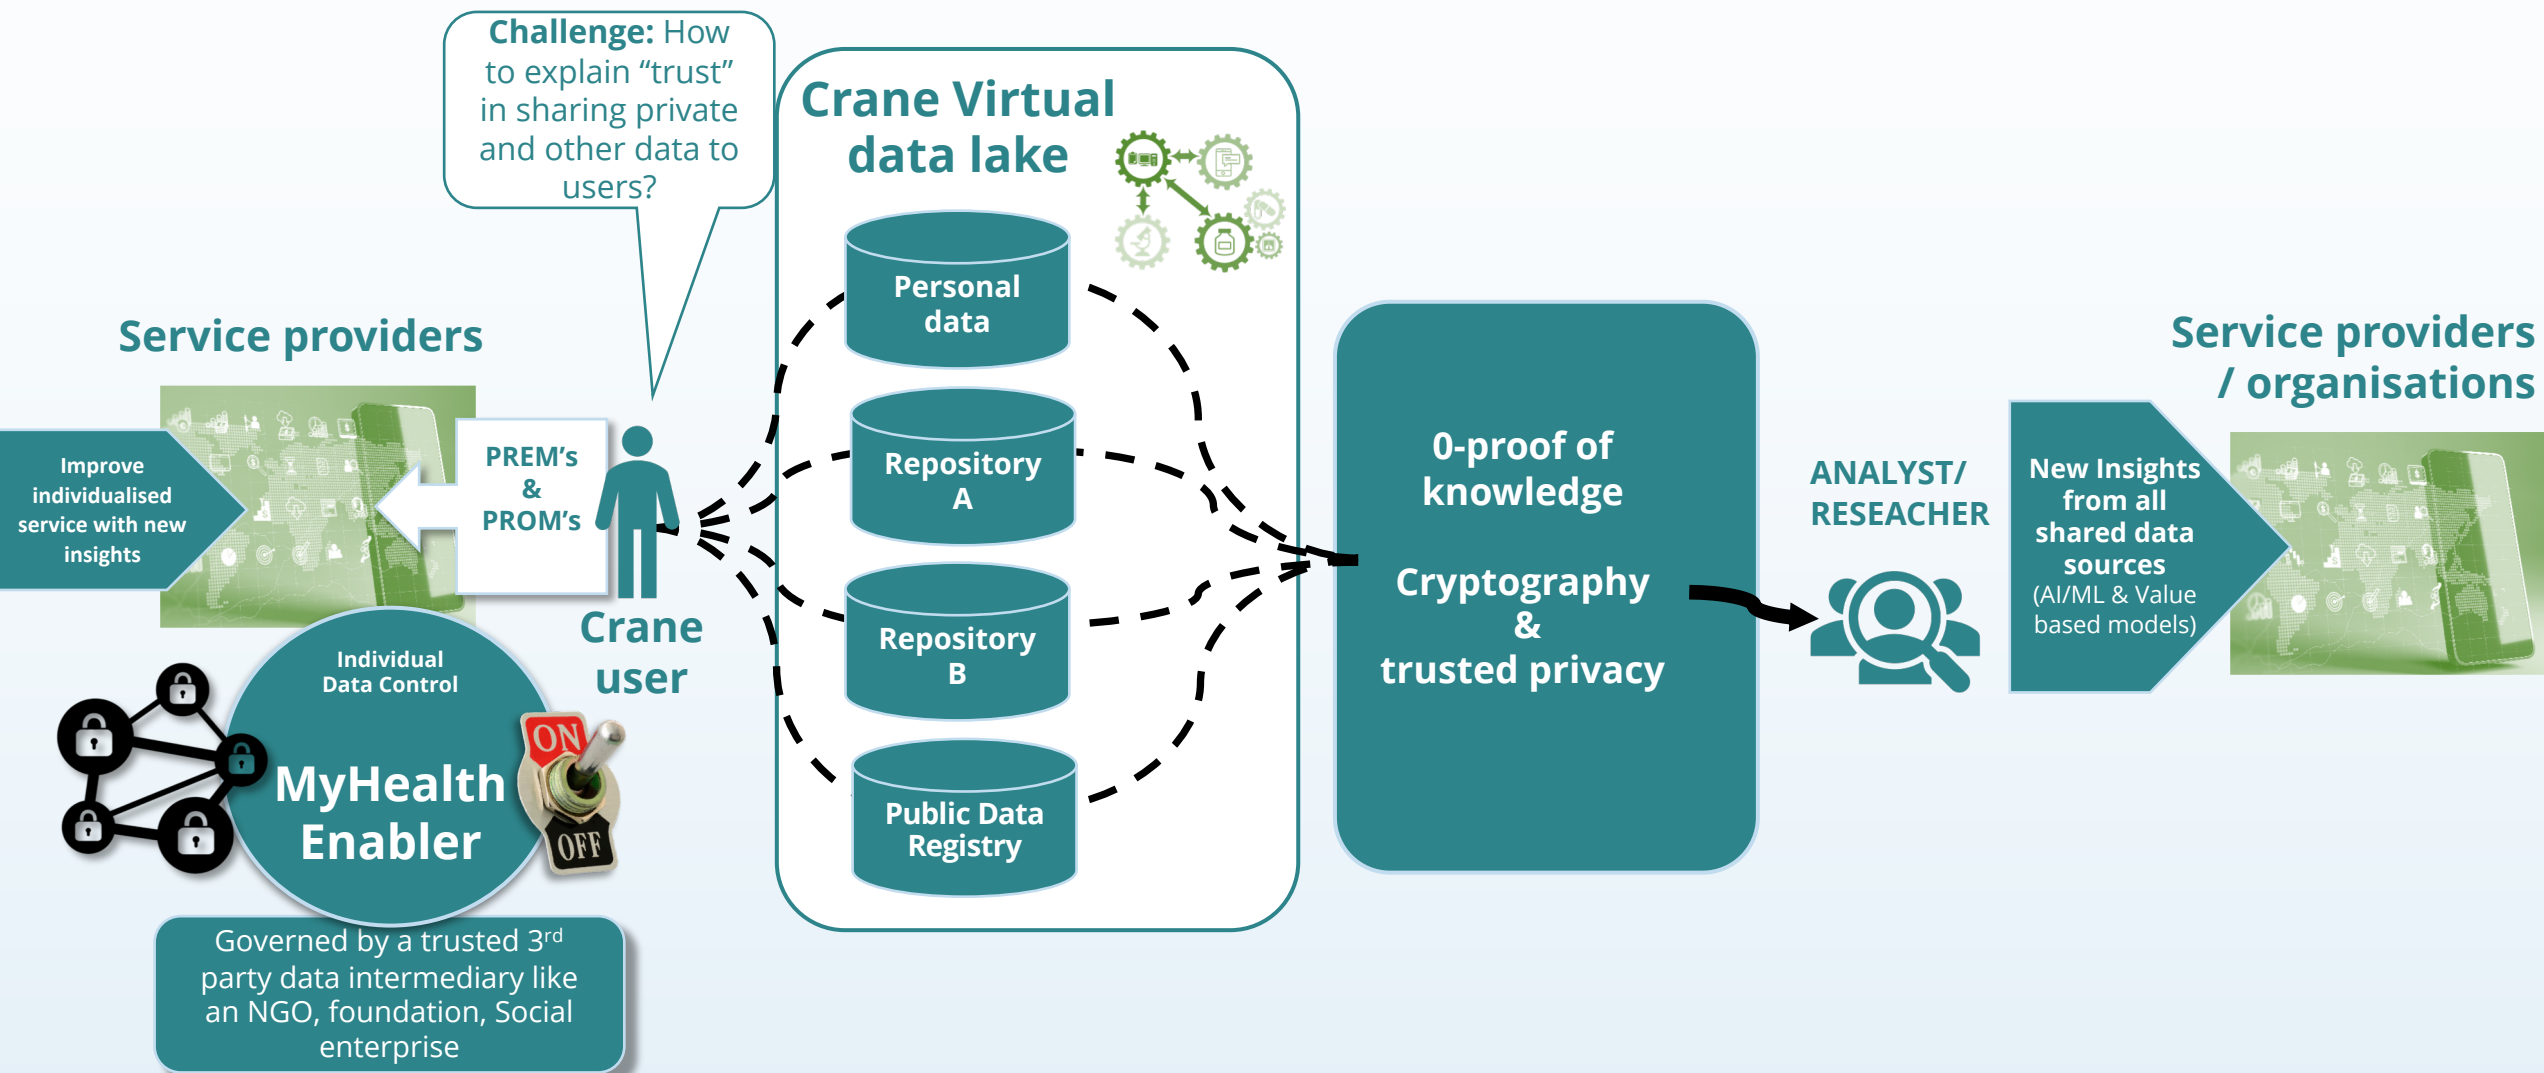 Challenge: How
to explain “trust”
in sharing private
and other data to
users?
Crane Virtual
data lake
Personal
data
Repository
A
Repository
B
Public Data
Registry
Service providers
Improve
individualised
service with new
insights
PREM’s
&
PROM’s
Crane
user
Individual
Data Control
MyHealth
Enabler
ON
OFF
Governed by a trusted 3rd
party data intermediary like
an NGO, foundation, Social
enterprise
0-proof of
knowledge
Cryptography
&
trusted privacy
ANALYST/
RESEACHER
Service providers
/ organisations
New Insights
from all
shared data
sources
(AI/ML & Value
based models)